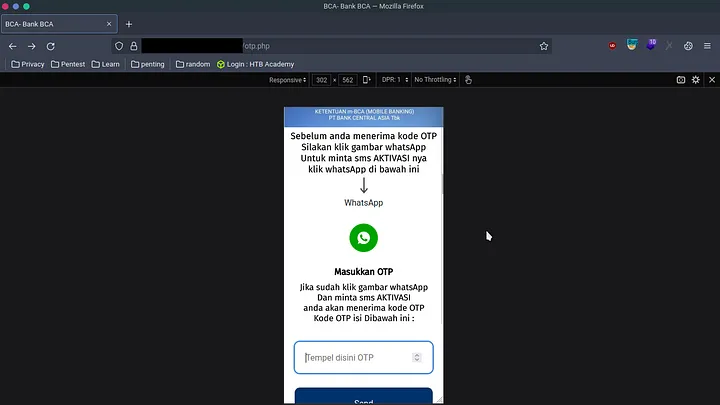 BCA- Bank BCA — Mozilla Firefox
BCA- Bank BCA
/otp.php
10
Privacy Pentest Learn penting random Login : HTB Academy
Responsive 302 × 562 DPR: 1 No Throttling
KETENTUAN m-BCA (MOBILE BANKING)
PT BANK CENTRAL ASIA Tbk
Sebelum anda menerima kode OTP
Silakan klik gambar whatsApp
Untuk minta sms AKTIVASI nya
klik whatsApp di bawah ini
WhatsApp
Masukkan OTP
Jika sudah klik gambar whatsApp
Dan minta sms AKTIVASI
anda akan menerima kode OTP
Kode OTP isi Dibawah ini :
Tempel disini OTP
Send